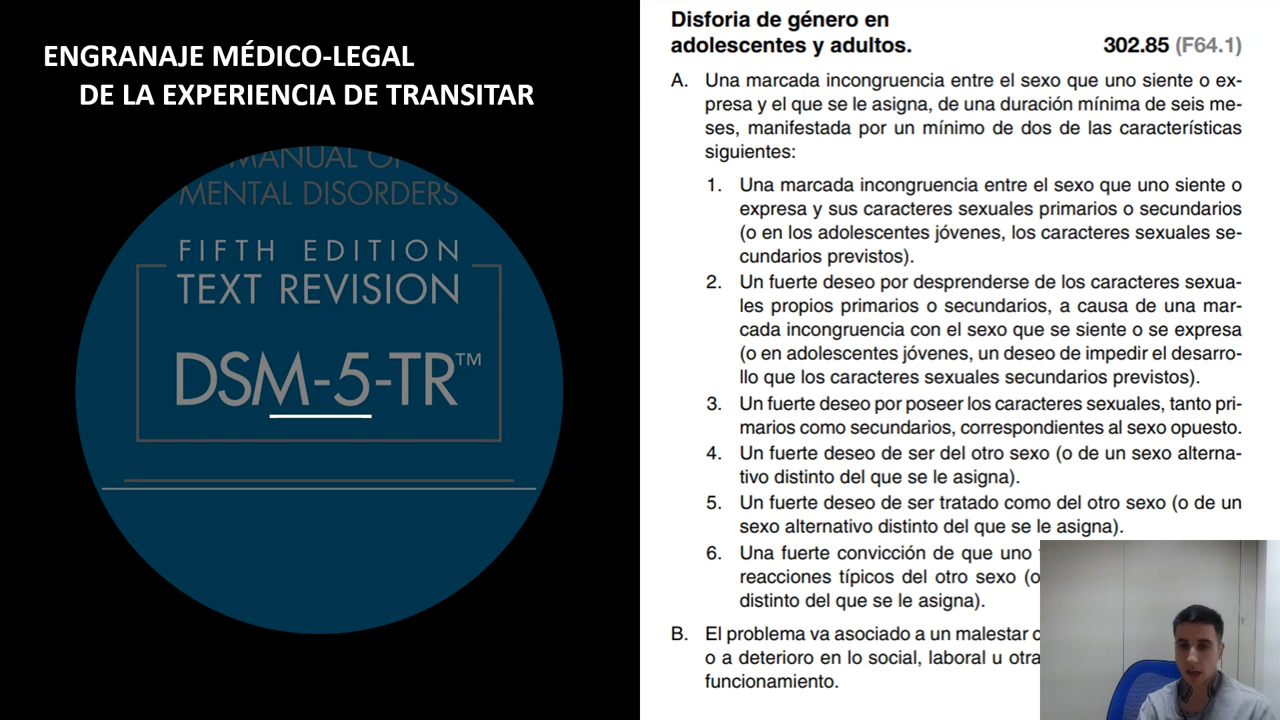 ENGRANAJE MÉDICO-LEGAL
DE LA EXPERIENCIA DE TRANSITAR
MANUAL OF
MENTAL DISORDERS
FIFTH EDITION
TEXT REVISION
DSM-5-TR™
Disforia de género en
adolescentes y adultos. 302.85 (F64.1)
A. Una marcada incongruencia entre el sexo que uno siente o ex-
presa y el que se le asigna, de una duración mínima de seis me-
ses, manifestada por un mínimo de dos de las características
siguientes:
1. Una marcada incongruencia entre el sexo que uno siente o
expresa y sus caracteres sexuales primarios o secundarios
(o en los adolescentes jóvenes, los caracteres sexuales se-
cundarios previstos).
2. Un fuerte deseo por desprenderse de los caracteres sexua-
les propios primarios o secundarios, a causa de una mar-
cada incongruencia con el sexo que se siente o se expresa
(o en adolescentes jóvenes, un deseo de impedir el desarro-
llo que los caracteres sexuales secundarios previstos).
3. Un fuerte deseo por poseer los caracteres sexuales, tanto pri-
marios como secundarios, correspondientes al sexo opuesto.
4. Un fuerte deseo de ser del otro sexo (o de un sexo alterna-
tivo distinto del que se le asigna).
5. Un fuerte deseo de ser tratado como del otro sexo (o de un
sexo alternativo distinto del que se le asigna).
6. Una fuerte convicción de que uno
reacciones típicos del otro sexo (o
distinto del que se le asigna).
B. El problema va asociado a un malestar
o a deterioro en lo social, laboral u otra
funcionamiento.